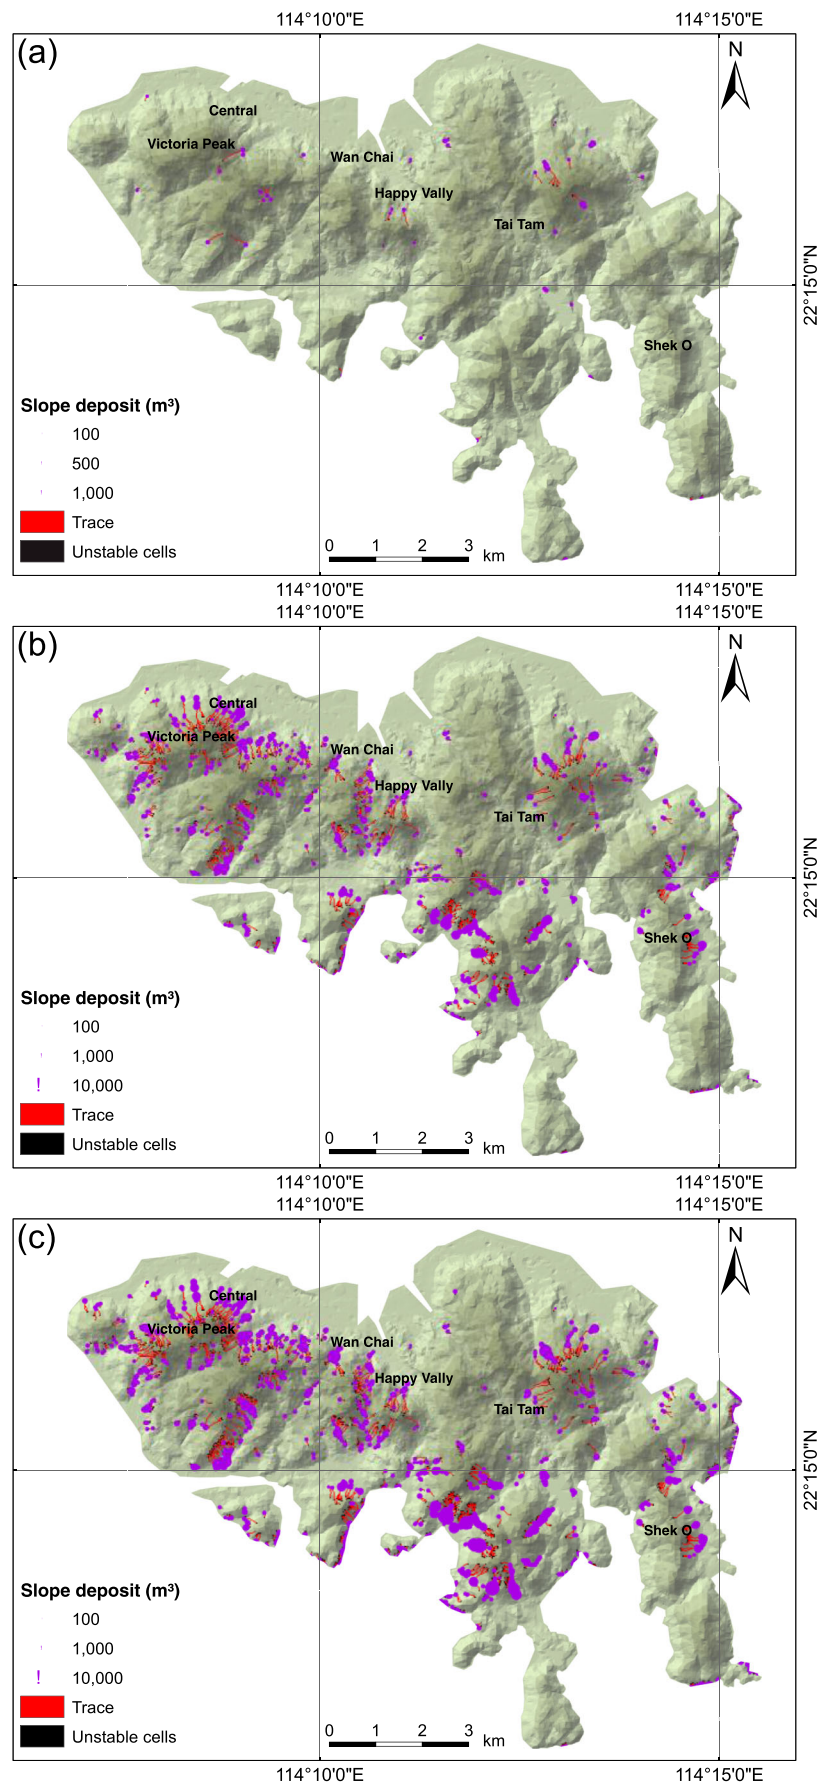 114°10'0"E 114°15'0"E
(a)
N
Central
Victoria Peak
Wan Chai
Happy Vally
Tai Tam
22°15'0"N
Shek O
Slope deposit (m³)
100
500
1,000
Trace
Unstable cells
0 1 2 3 km
114°10'0"E 114°15'0"E
114°10'0"E 114°15'0"E
(b)
N
Central
Victoria Peak
Wan Chai
Happy Vally
Tai Tam
22°15'0"N
Shek O
Slope deposit (m³)
100
1,000
! 10,000
Trace
Unstable cells
0 1 2 3 km
114°10'0"E 114°15'0"E
114°10'0"E 114°15'0"E
(c)
N
Central
Victoria Peak
Wan Chai
Happy Vally
Tai Tam
22°15'0"N
Shek O
Slope deposit (m³)
100
1,000
! 10,000
Trace
Unstable cells
0 1 2 3 km
114°10'0"E 114°15'0"E